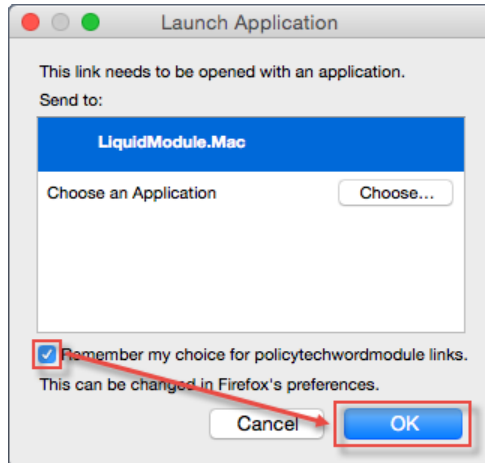 Launch Application
This link needs to be opened with an application.
Send to:
LiquidModule.Mac
Choose an Application
Choose...
Remember my choice for policytechwordmodule links.
This can be changed in Firefox's preferences.
Cancel
OK